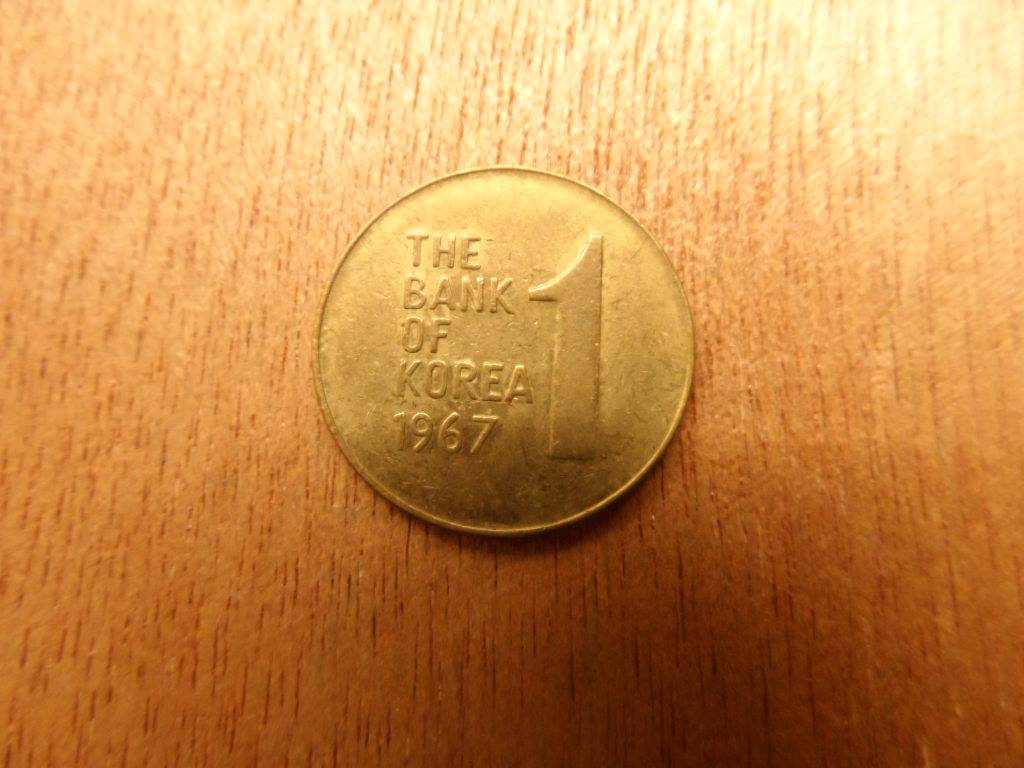 THE
BANK
OF
KOREA
1967
1